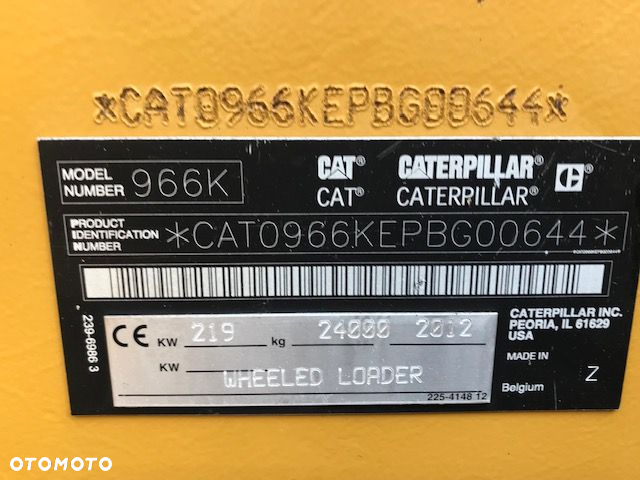 *CAT0966KEPBG00644*
MODEL NUMBER 966K
CAT® CATERPILLAR®
CAT® CATERPILLAR®
PRODUCT IDENTIFICATION NUMBER *CAT0966KEPBG00644*
*CAT0966KEPBG00644*
239-6986 3
CATERPILLAR INC.
PEORIA, IL 61629
USA
CE KW 219 kg 24000 2012
KW
WHEELED LOADER
225-4148 12
MADE IN
Belgium Z
OTOMOTO